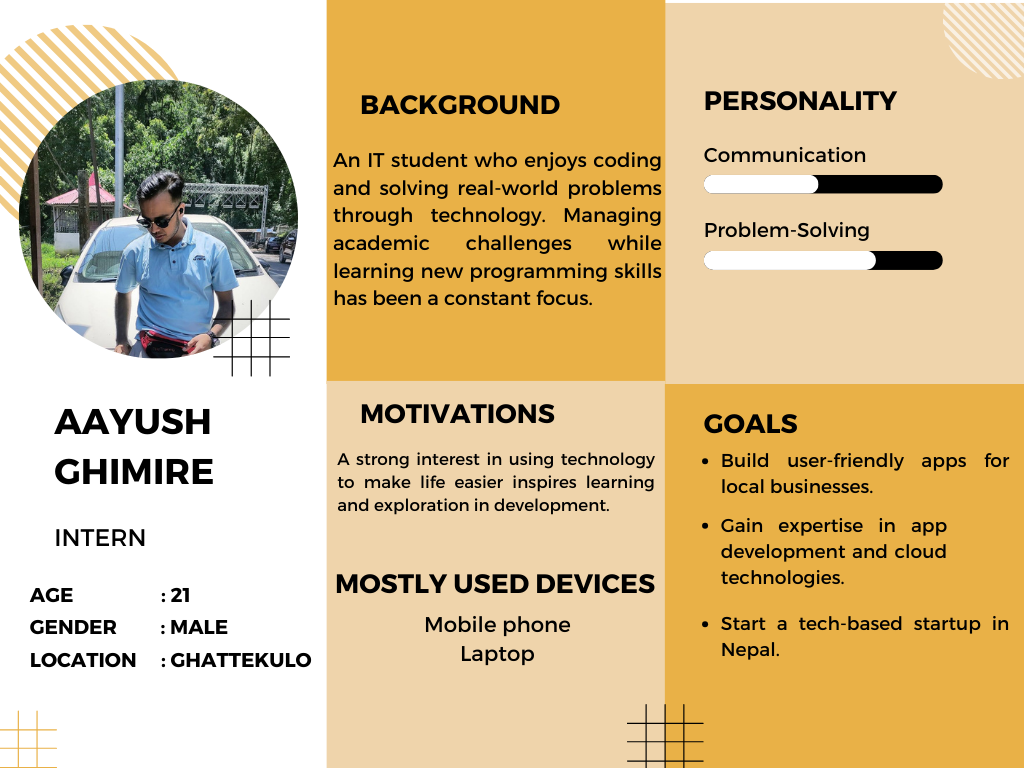 AAYUSH
GHIMIRE
INTERN
AGE : 21
GENDER : MALE
LOCATION : GHATTEKULO
BACKGROUND
An IT student who enjoys coding
and solving real-world problems
through technology. Managing
academic challenges while
learning new programming skills
has been a constant focus.
MOTIVATIONS
A strong interest in using technology
to make life easier inspires learning
and exploration in development.
MOSTLY USED DEVICES
Mobile phone
Laptop
PERSONALITY
Communication
Problem-Solving
GOALS
• Build user-friendly apps for
local businesses.
• Gain expertise in app
development and cloud
technologies.
• Start a tech-based startup in
Nepal.